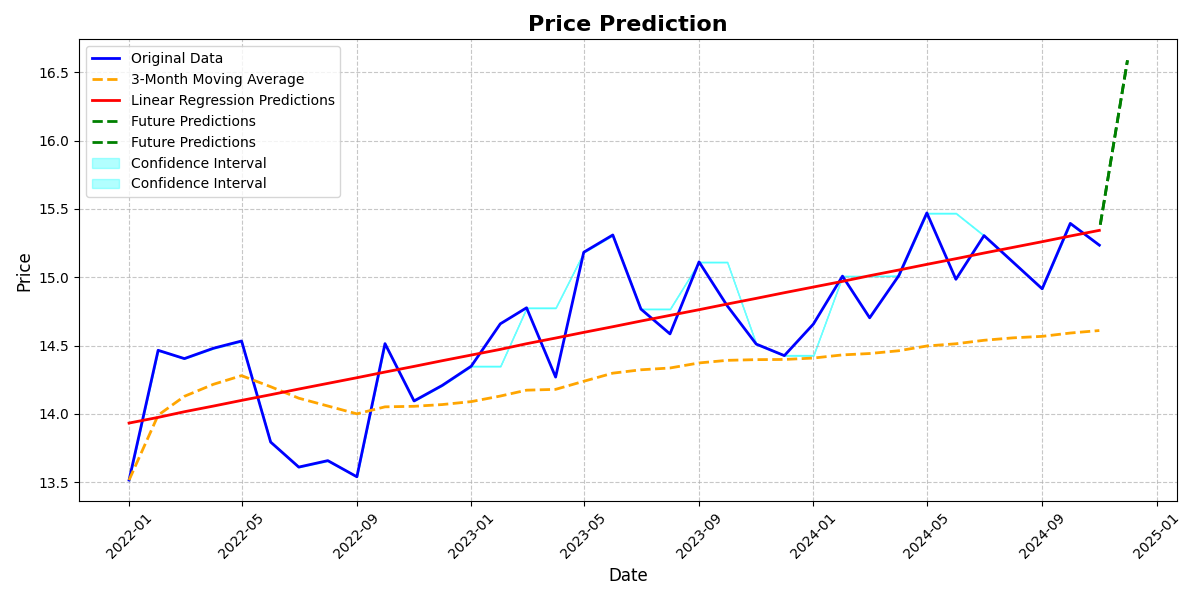 Price Prediction
Original Data
3-Month Moving Average
Linear Regression Predictions
Future Predictions
Future Predictions
Confidence Interval
Confidence Interval
Price
16.5
16.0
15.5
15.0
14.5
14.0
13.5
2022-01
2022-05
2022-09
2023-01
2023-05
2023-09
2024-01
2024-05
2024-09
2025-01
Date